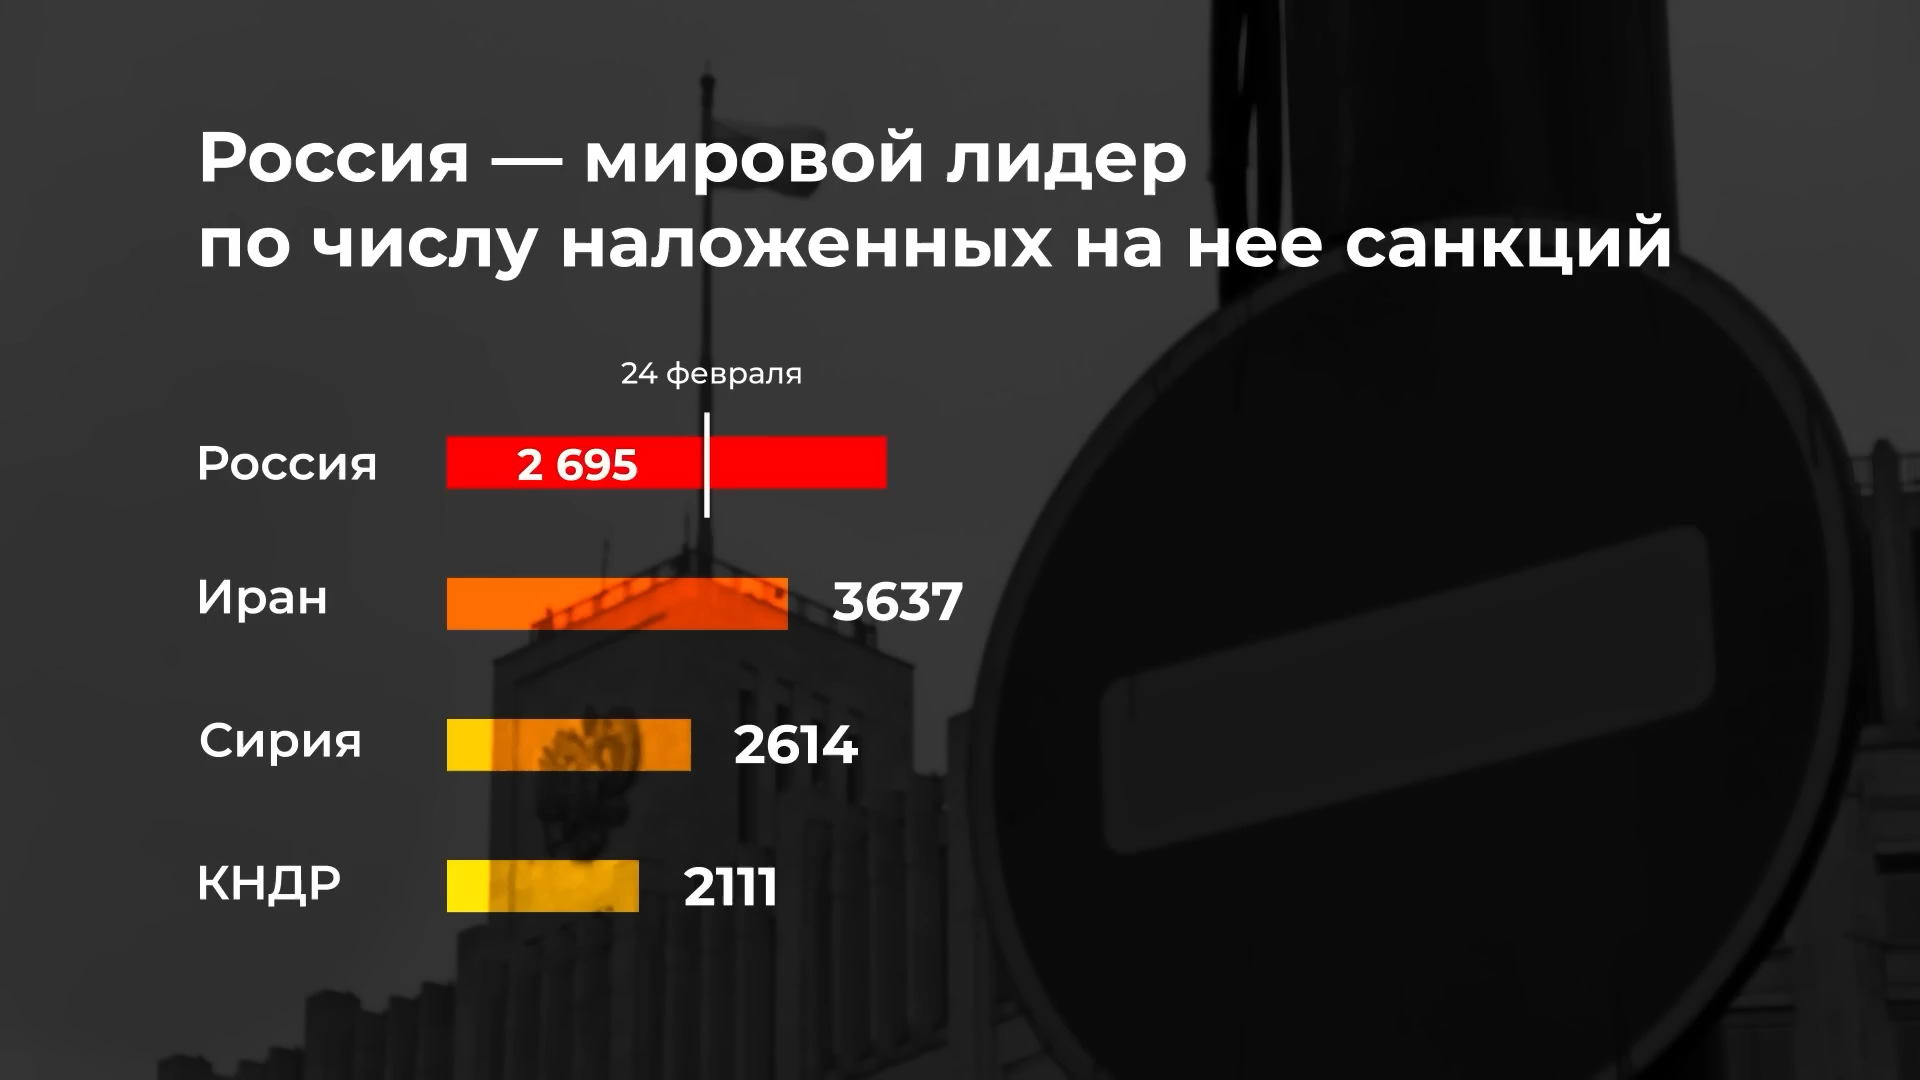 Россия — мировой лидер
по числу наложенных на нее санкций
24 февраля
Россия 2 695
Иран 3637
Сирия 2614
КНДР 2111